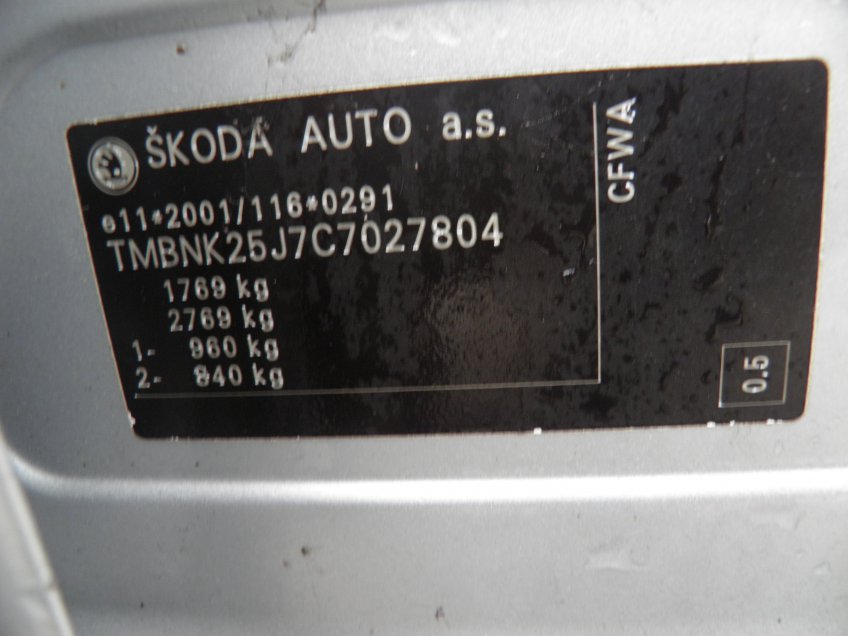 ŠKODA AUTO a.s.
e11*2001/116*0291
TMBNK25J7C7027804
1769 kg
2769 kg
1- 960 kg
2- 840 kg
CFWA
0.5